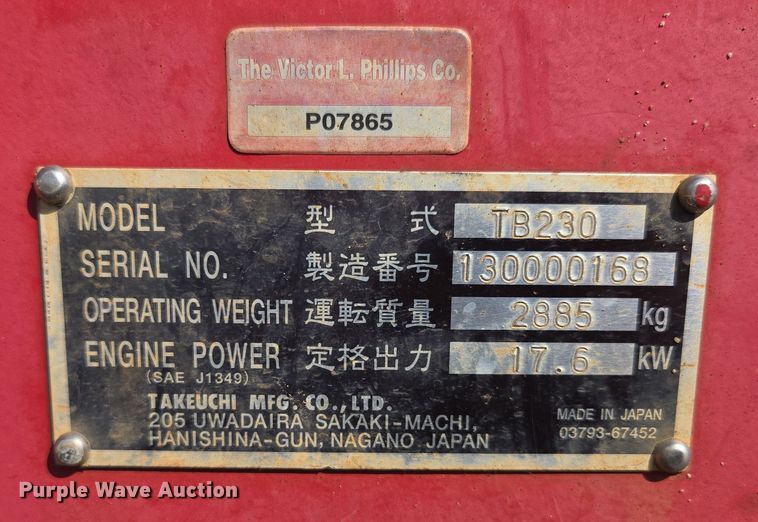 The Victor L. Phillips Co.
P07865
MODEL 型 式 TB230
SERIAL NO. 製造番号 130000168
OPERATING WEIGHT 運転質量 2885 kg
ENGINE POWER 定格出力 17.6 kW
(SAE J1349)
TAKEUCHI MFG. CO., LTD.
205 UWADAIRA SAKAKI-MACHI,
HANISHINA-GUN, NAGANO JAPAN
MADE IN JAPAN
03793-67452
Purple Wave Auction